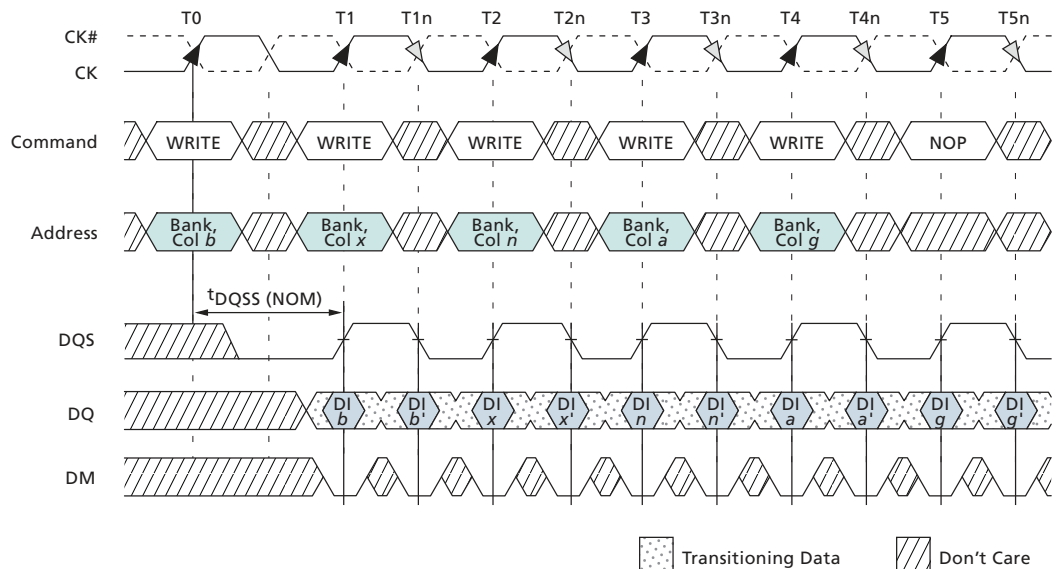 T0 T1 T1n T2 T2n T3 T3n T4 T4n T5 T5n
CK#
CK
Command WRITE WRITE WRITE WRITE WRITE NOP
Address
Bank, Col b
Bank, Col x
Bank, Col n
Bank, Col a
Bank, Col g
tDQSS (NOM)
DQS
DQ
DI b
DI b'
DI x
DI x'
DI n
DI n'
DI a
DI a'
DI g
DI g'
DM
Transitioning Data
Don't Care